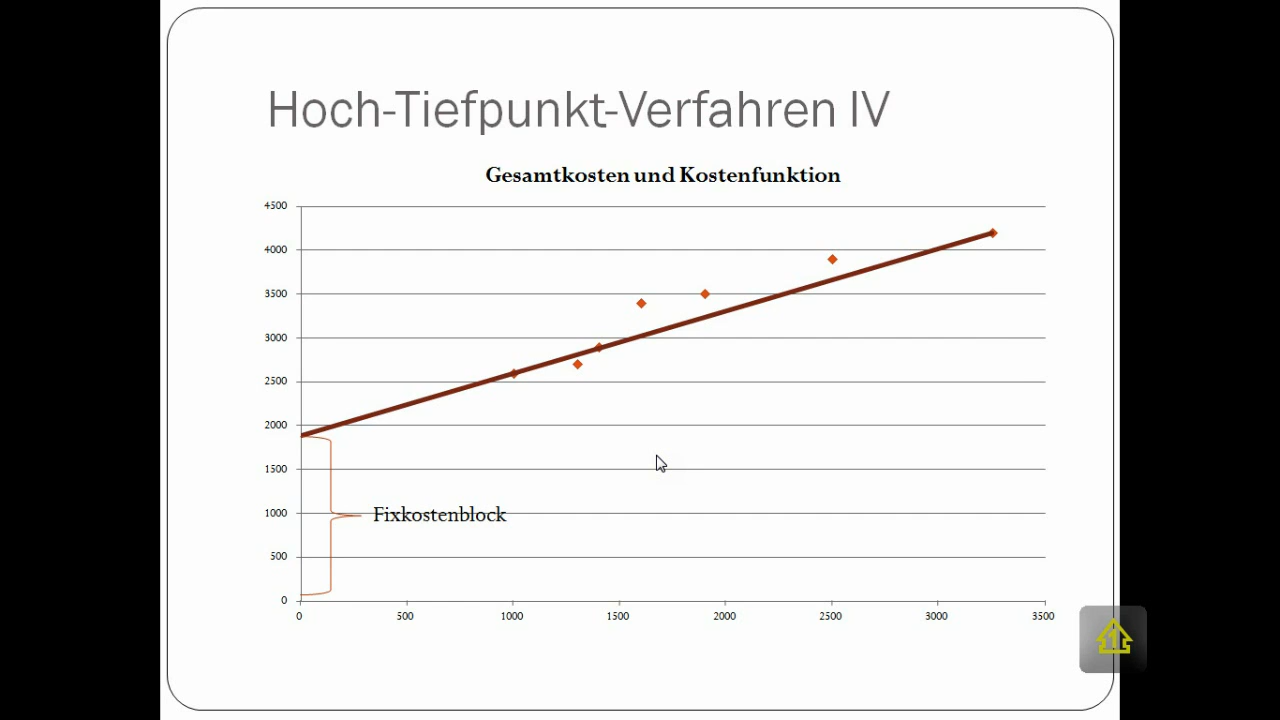 Hoch-Tiefpunkt-Verfahren IV
Gesamtkosten und Kostenfunktion
4500
4000
3500
3000
2500
2000
1500
1000
500
0
Fixkostenblock
0 500 1000 1500 2000 2500 3000 3500
1